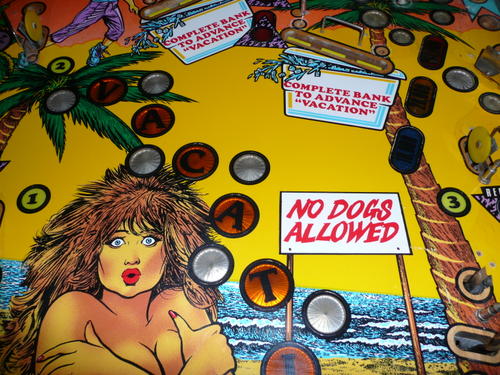 COMPLETE BANK
TO ADVANCE
"VACATION"
COMPLETE BANK
TO ADVANCE
"VACATION"
2
V
A
C
A
T
I
1
3
NO DOGS
ALLOWED